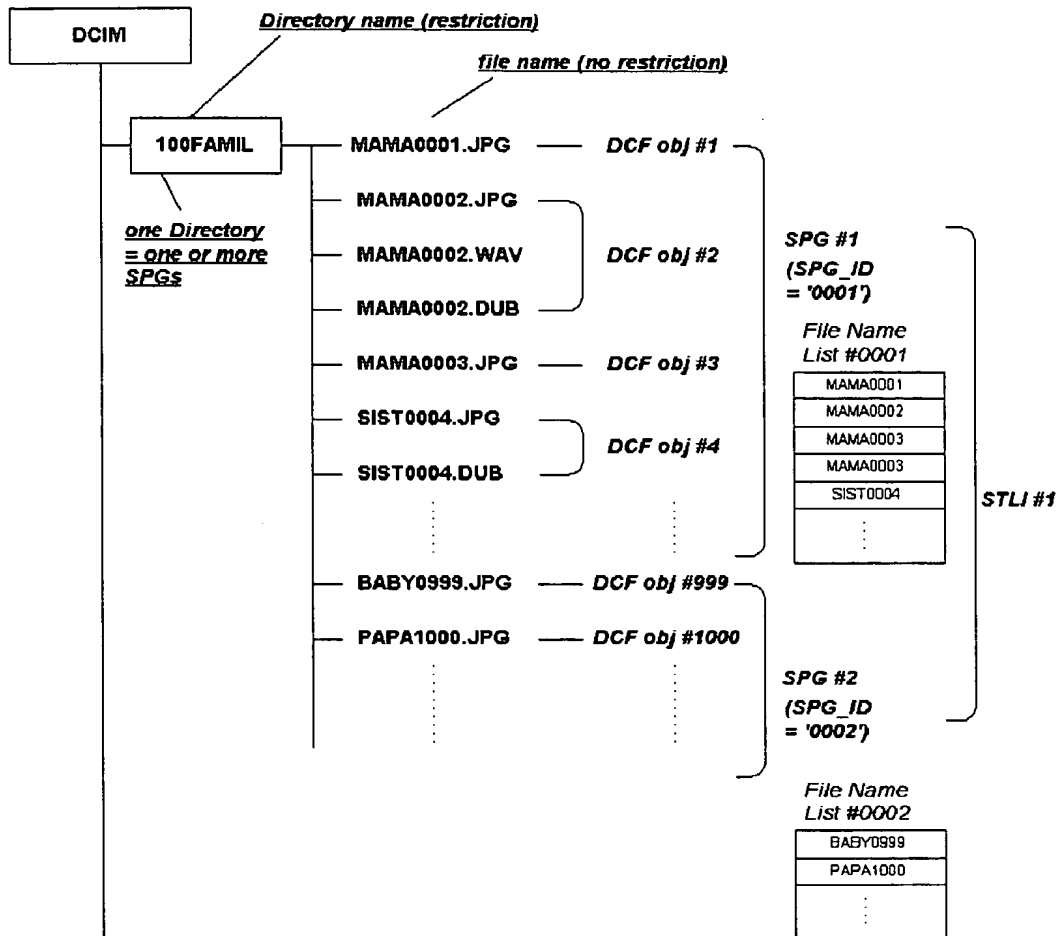 DCIM
Directory name (restriction)
file name (no restriction)
100FAMIL
one Directory
= one or more
SPGs
MAMA0001.JPG
DCF obj #1
MAMA0002.JPG
MAMA0002.WAV
DCF obj #2
MAMA0002.DUB
MAMA0003.JPG
DCF obj #3
SIST0004.JPG
DCF obj #4
SIST0004.DUB
BABY0999.JPG
DCF obj #999
PAPA1000.JPG
DCF obj #1000
SPG #1
(SPG_ID
= '0001')
File Name
List #0001
MAMA0001
MAMA0002
MAMA0003
MAMA0003
SIST0004
STLI #1
SPG #2
(SPG_ID
= '0002')
File Name
List #0002
BABY0999
PAPA1000